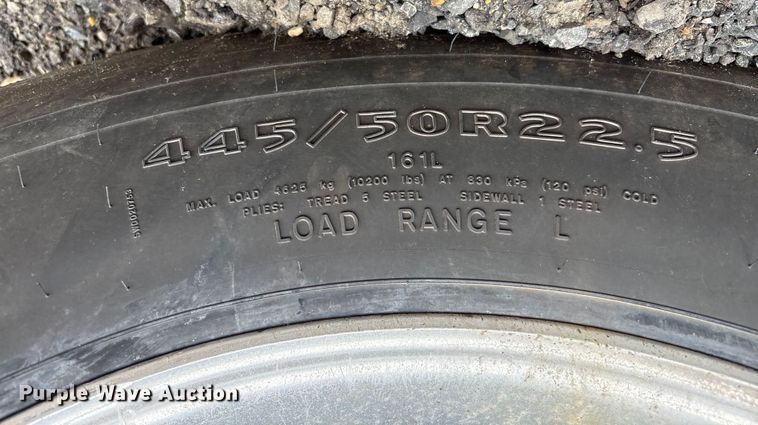 445/50R22.5
161L
MAX. LOAD 4625 kg (10200 lbs) AT 830 kPa (120 psi) COLD
PLIES: TREAD 5 STEEL SIDEWALL 1 STEEL
LOAD RANGE L
Purple Wave Auction